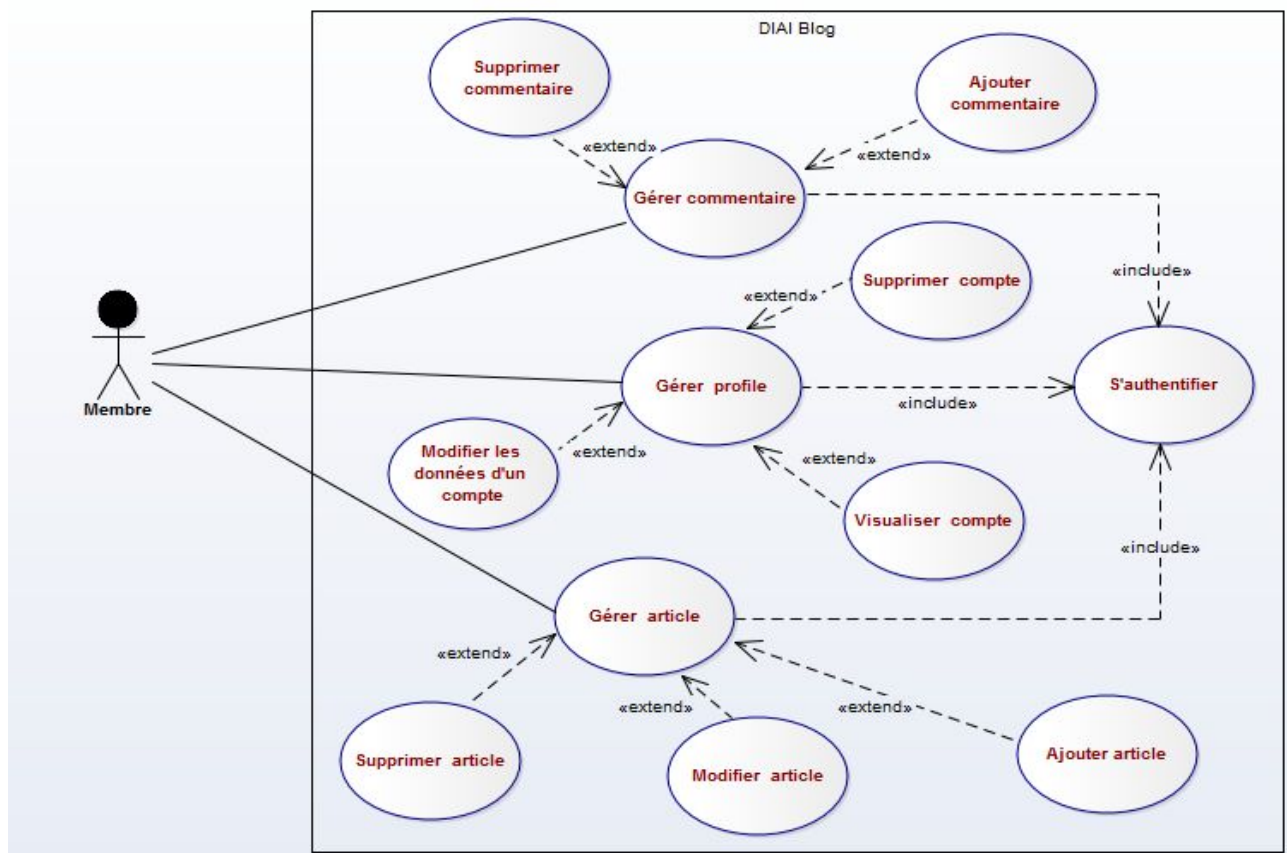 DIAI Blog
Supprimer
commentaire
Ajouter
commentaire
«extend»
«extend»
Gérer commentaire
Supprimer compte
«extend»
«include»
Membre
Gérer profile
S'authentifier
«include»
Modifier les
données d'un
compte
«extend»
«extend»
Visualiser compte
«include»
Gérer article
«extend»
«extend»
«extend»
Supprimer article
Modifier article
Ajouter article